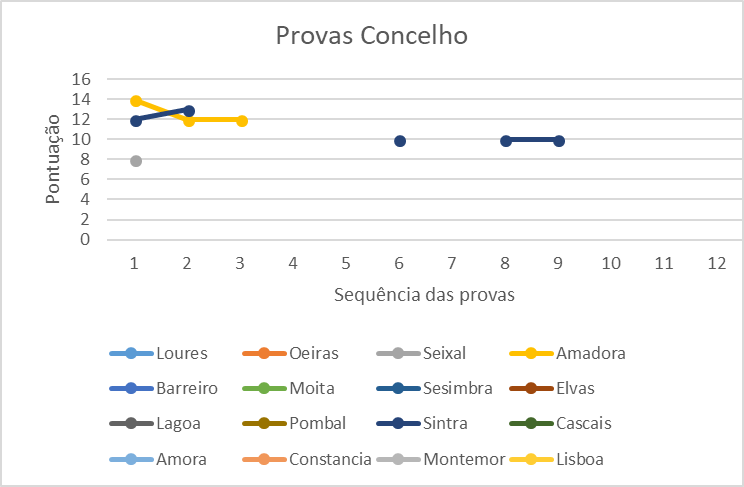 Provas Concelho
16
14
12
10
8
6
4
2
0
Pontuação
1 2 3 4 5 6 7 8 9 10 11 12
Sequência das provas
Loures Oeiras Seixal Amadora
Barreiro Moita Sesimbra Elvas
Lagoa Pombal Sintra Cascais
Amora Constancia Montemor Lisboa